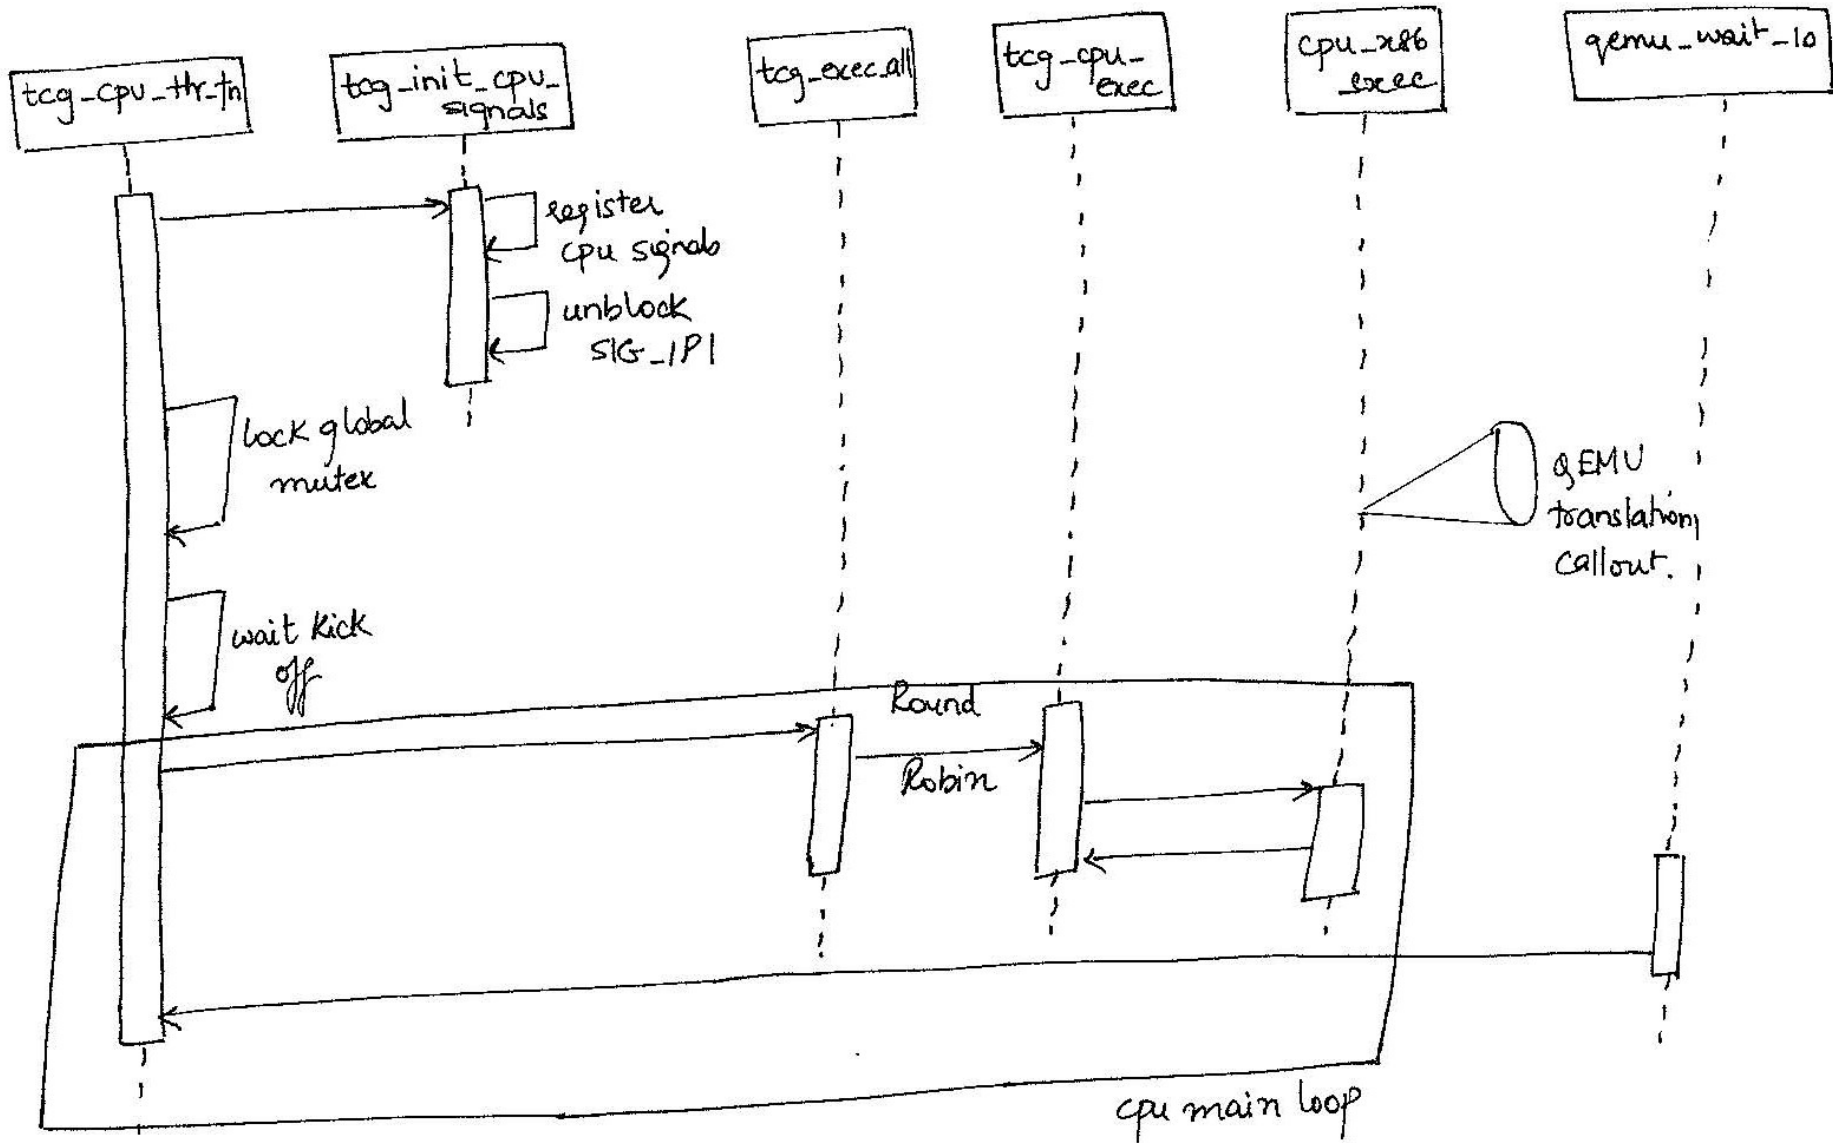 tcg_cpu_thr_fn
tcg_init_cpu_
signals
tcg_exec_all
tcg_cpu_
exec
cpu_x86
_exec
qemu_wait_io
register
cpu signals
unblock
SIG_IPI
lock global
mutex
QEMU
translation
callout.
wait kick
off
Round
Robin
cpu main loop